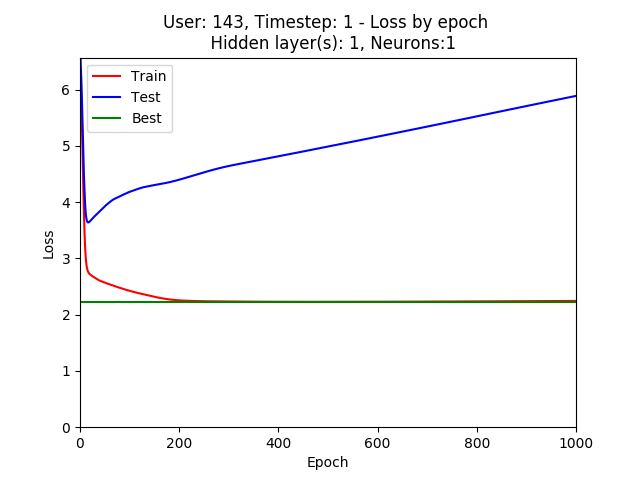 User: 143, Timestep: 1 - Loss by epoch
Hidden layer(s): 1, Neurons:1
Train
Test
Best
6
5
4
3
2
1
0
Loss
0 200 400 600 800 1000
Epoch